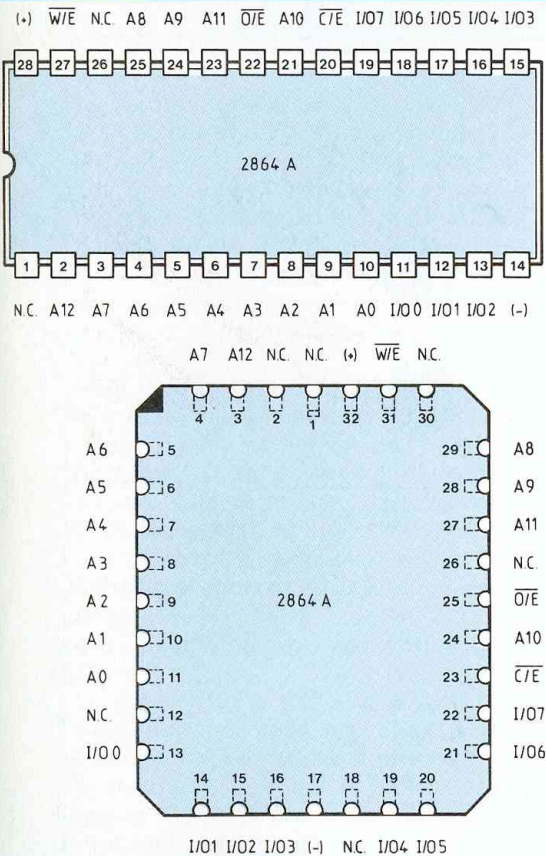 (+) W̅/̅E̅ N.C. A8 A9 A11 O̅/̅E̅ A10 C̅/̅E̅ I/O7 I/O6 I/O5 I/O4 I/O3
28 27 26 25 24 23 22 21 20 19 18 17 16 15
2864 A
1 2 3 4 5 6 7 8 9 10 11 12 13 14
N.C. A12 A7 A6 A5 A4 A3 A2 A1 A0 I/O0 I/O1 I/O2 (-)
A7 A12 N.C. N.C. (+) W̅/̅E̅ N.C.
4 3 2 1 32 31 30
A6 5 29 A8
A5 6 28 A9
A4 7 27 A11
A3 8 26 N.C.
A2 9 2864 A 25 O̅/̅E̅
A1 10 24 A10
A0 11 23 C̅/̅E̅
N.C. 12 22 I/O7
I/O0 13 21 I/O6
14 15 16 17 18 19 20
I/O1 I/O2 I/O3 (-) N.C. I/O4 I/O5